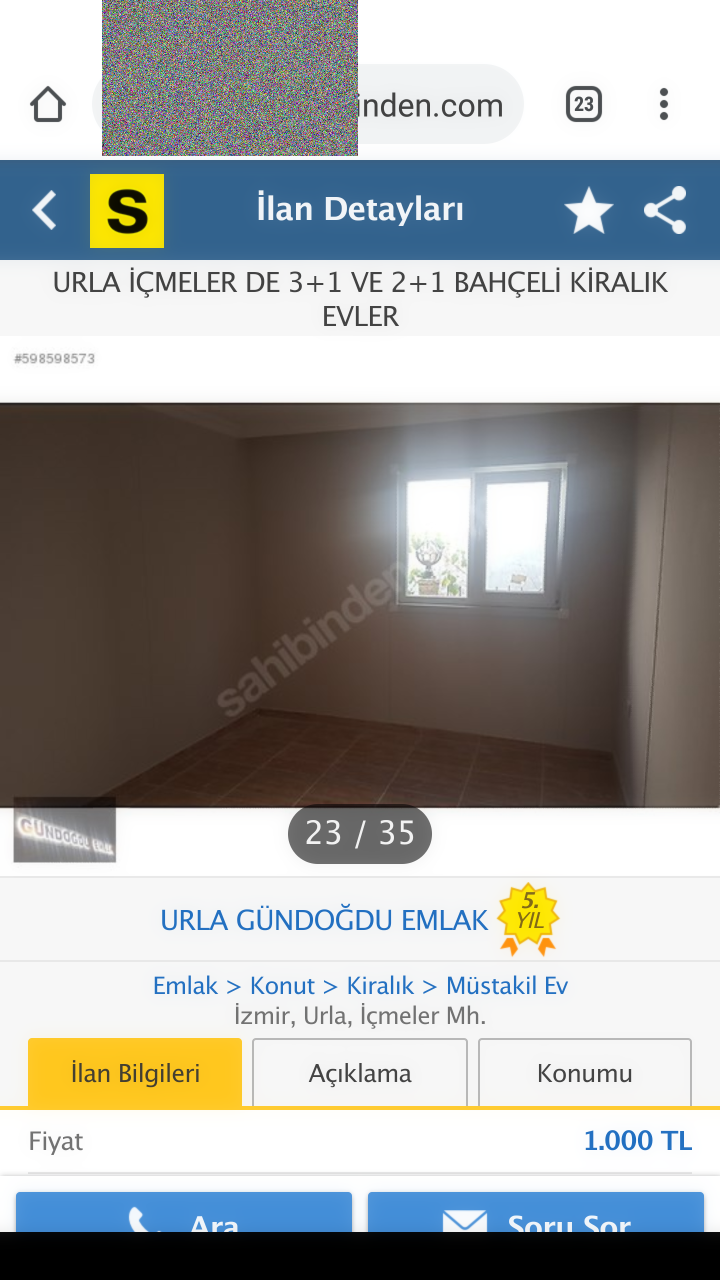 inden.com
23
S
İlan Detayları
URLA İÇMELER DE 3+1 VE 2+1 BAHÇELİ KİRALIK
EVLER
#598598573
sahibinden
GÜNDOĞDU
23 / 35
URLA GÜNDOĞDU EMLAK
5.
YIL
Emlak > Konut > Kiralık > Müstakil Ev
İzmir, Urla, İçmeler Mh.
İlan Bilgileri
Açıklama
Konumu
Fiyat
1.000 TL
Ara
Soru Sor